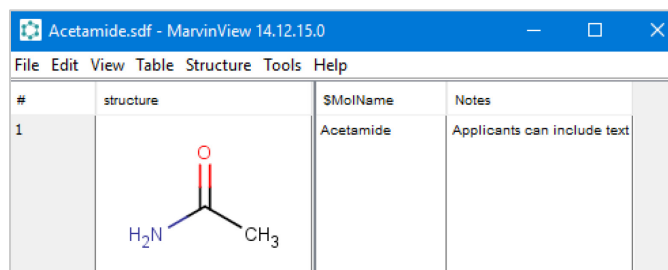 Acetamide.sdf - MarvinView 14.12.15.0
File Edit View Table Structure Tools Help
# structure $MolName Notes
1 Acetamide Applicants can include text
O
H₂N CH₃